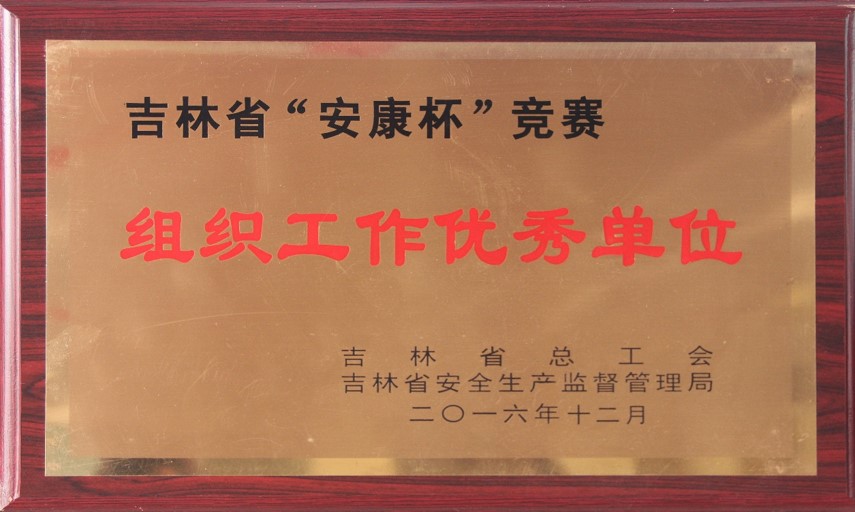 吉林省“安康杯”竞赛
组织工作优秀单位
吉林省总工会
吉林省安全生产监督管理局
二〇一六年十二月